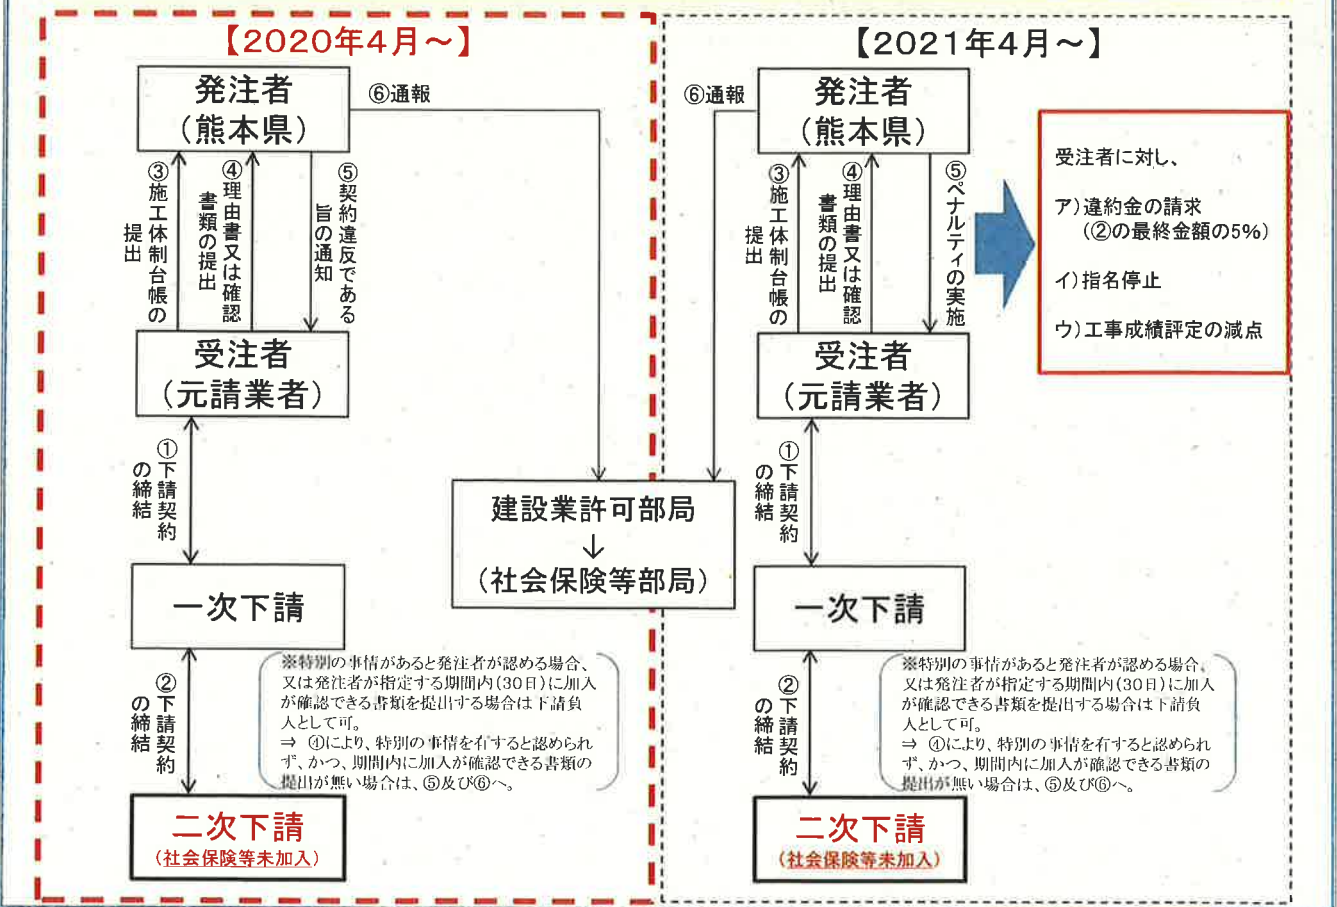 【2020年4月～】
発注者
（熊本県）
⑥通報
③施工体制台帳の
提出
④理由書又は確認
書類の提出
⑤契約違反である
旨の通知
受注者
（元請業者）
①下請契約
の締結
一次下請
②下請契約
の締結
※特別の事情があると発注者が認める場合、
又は発注者が指定する期間内（30日）に加入
が確認できる書類を提出する場合は下請負
人として可。
⇒ ④により、特別の事情を有すると認められ
ず、かつ、期間内に加入が確認できる書類の
提出が無い場合は、⑤及び⑥へ。
二次下請
（社会保険等未加入）
建設業許可部局
↓
（社会保険等部局）
【2021年4月～】
⑥通報
発注者
（熊本県）
③施工体制台帳の
提出
④理由書又は確認
書類の提出
⑤ペナルティの実施
受注者に対し、
ア）違約金の請求
（②の最終金額の5%）
イ）指名停止
ウ）工事成績評定の減点
受注者
（元請業者）
①下請契約
の締結
一次下請
②下請契約
の締結
※特別の事情があると発注者が認める場合、
又は発注者が指定する期間内（30日）に加入
が確認できる書類を提出する場合は下請負
人として可。
⇒ ④により、特別の事情を有すると認められ
ず、かつ、期間内に加入が確認できる書類の
提出が無い場合は、⑤及び⑥へ。
二次下請
（社会保険等未加入）